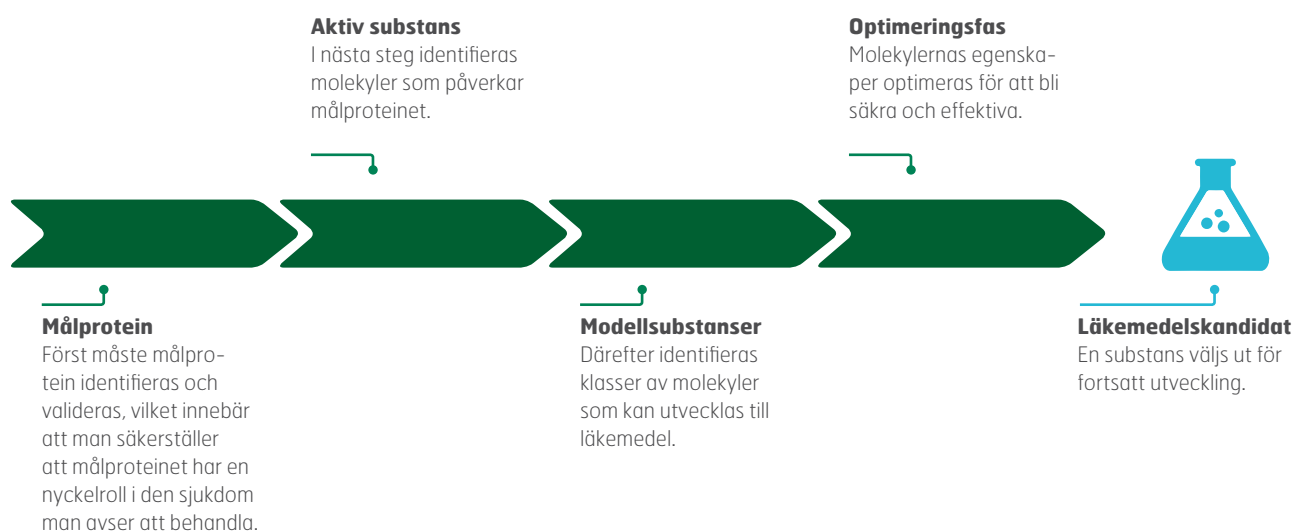 Aktiv substans
I nästa steg identifieras
molekyler som påverkar
målproteinet.
Optimeringsfas
Molekylernas egenska-
per optimeras för att bli
säkra och effektiva.
Målprotein
Först måste målpro-
tein identifieras och
valideras, vilket innebär
att man säkerställer
att målproteinet har en
nyckelroll i den sjukdom
man avser att behandla.
Modellsubstanser
Därefter identifieras
klasser av molekyler
som kan utvecklas till
läkemedel.
Läkemedelskandidat
En substans väljs ut för
fortsatt utveckling.